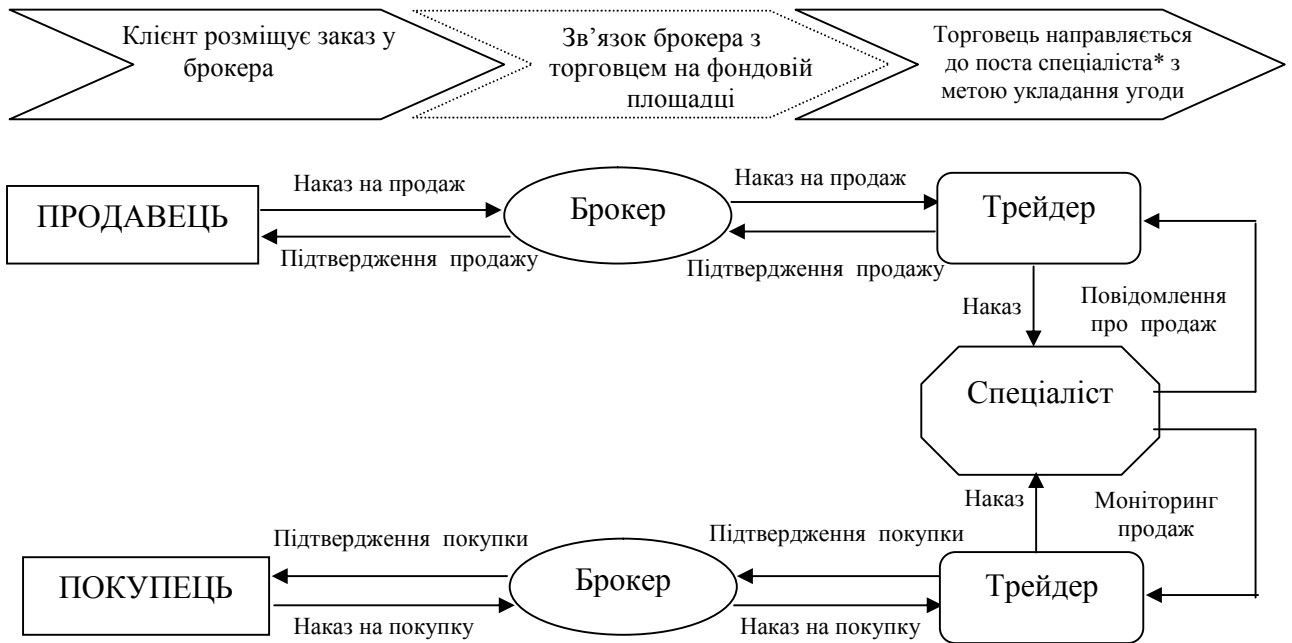 Клієнт розміщує заказ у
брокера
Зв’язок брокера з
торговцем на фондовій
площадці
Торговець направляється
до поста спеціаліста* з
метою укладання угоди
ПРОДАВЕЦЬ
Наказ на продаж
Підтвердження продажу
Брокер
Наказ на продаж
Підтвердження продажу
Трейдер
Наказ
Повідомлення
про продаж
Спеціаліст
Наказ
Моніторинг
продаж
ПОКУПЕЦЬ
Підтвердження покупки
Наказ на покупку
Брокер
Підтвердження покупки
Наказ на покупку
Трейдер